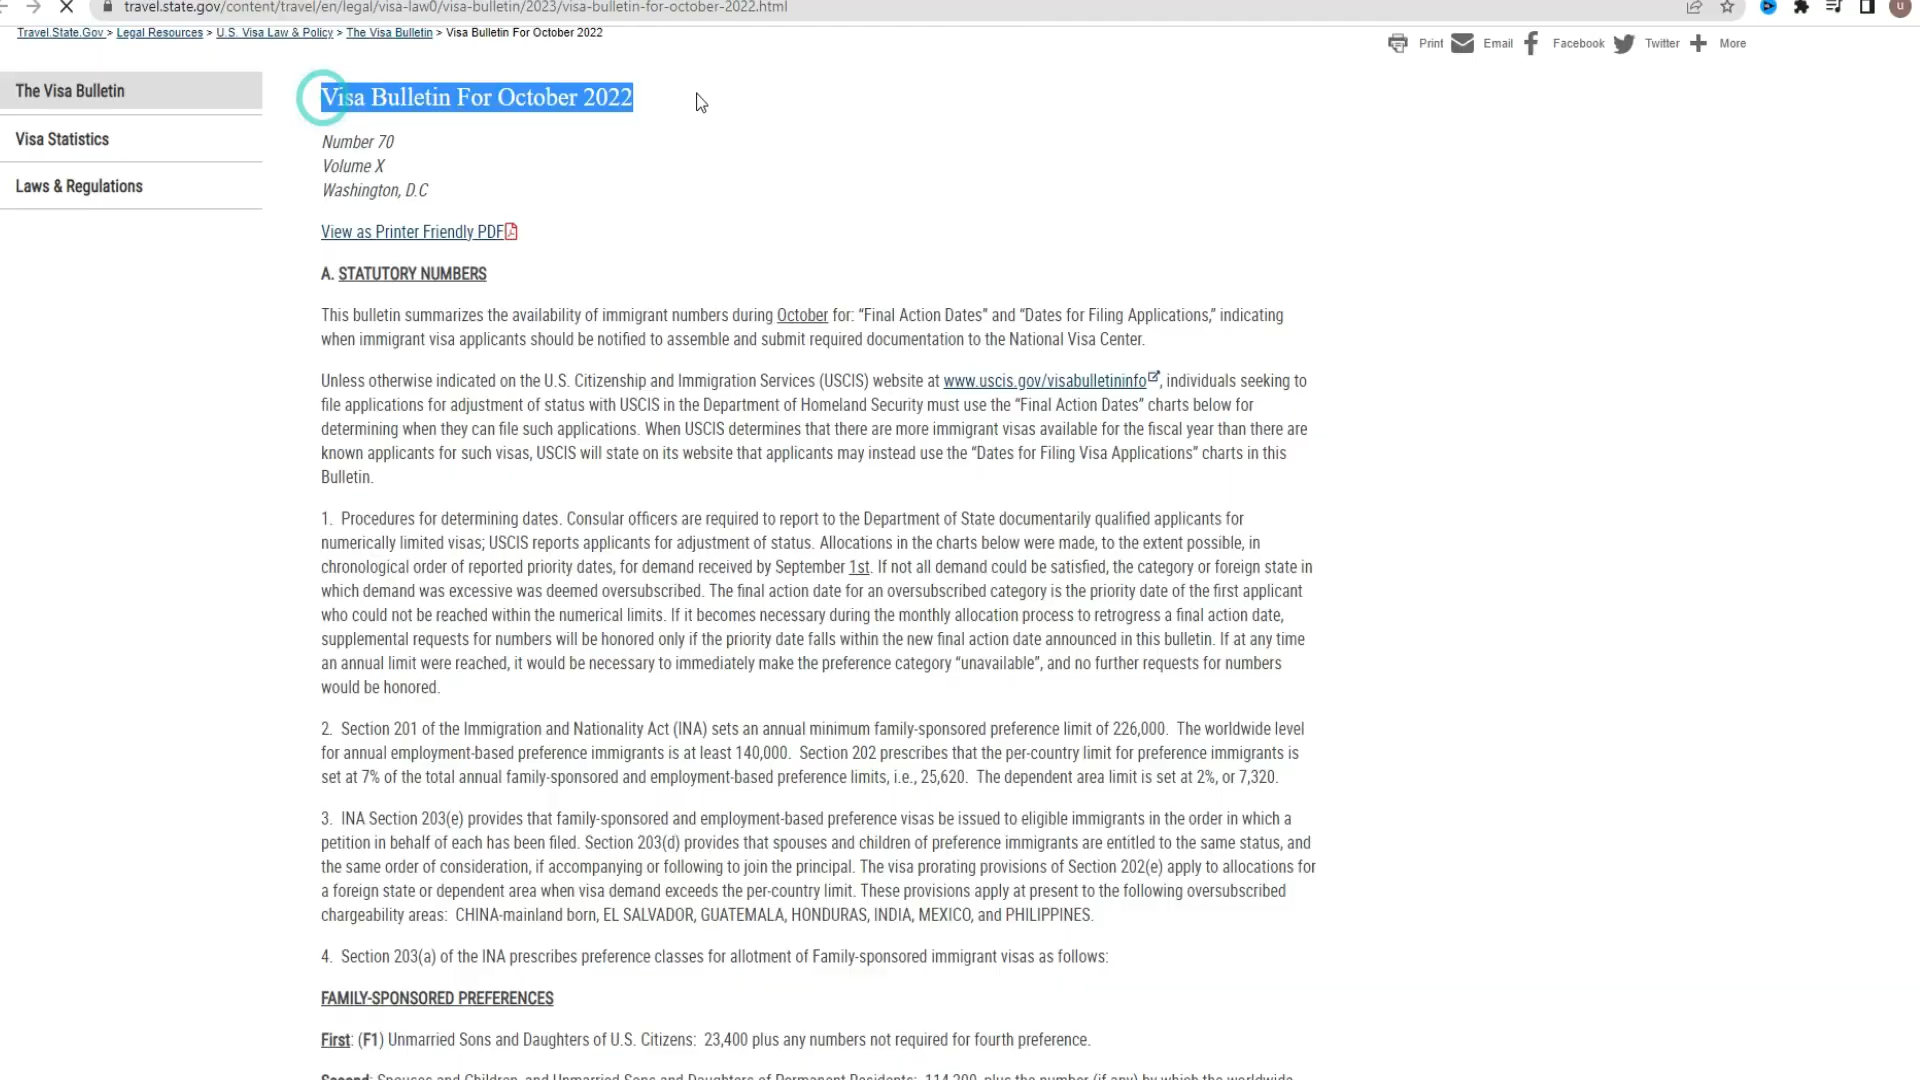 travel.state.gov/content/travel/en/legal/visa-law0/visa-bulletin/2023/visa-bulletin-for-october-2022.html
u
Travel.State.Gov > Legal Resources > U.S. Visa Law & Policy > The Visa Bulletin > Visa Bulletin For October 2022
Print Email Facebook Twitter More
The Visa Bulletin
Visa Statistics
Laws & Regulations
Visa Bulletin For October 2022
Number 70
Volume X
Washington, D.C
View as Printer Friendly PDF
A. STATUTORY NUMBERS
This bulletin summarizes the availability of immigrant numbers during October for: “Final Action Dates” and “Dates for Filing Applications,” indicating
when immigrant visa applicants should be notified to assemble and submit required documentation to the National Visa Center.
Unless otherwise indicated on the U.S. Citizenship and Immigration Services (USCIS) website at www.uscis.gov/visabulletininfo, individuals seeking to
file applications for adjustment of status with USCIS in the Department of Homeland Security must use the “Final Action Dates” charts below for
determining when they can file such applications. When USCIS determines that there are more immigrant visas available for the fiscal year than there are
known applicants for such visas, USCIS will state on its website that applicants may instead use the “Dates for Filing Visa Applications” charts in this
Bulletin.
1. Procedures for determining dates. Consular officers are required to report to the Department of State documentarily qualified applicants for
numerically limited visas; USCIS reports applicants for adjustment of status. Allocations in the charts below were made, to the extent possible, in
chronological order of reported priority dates, for demand received by September 1st. If not all demand could be satisfied, the category or foreign state in
which demand was excessive was deemed oversubscribed. The final action date for an oversubscribed category is the priority date of the first applicant
who could not be reached within the numerical limits. If it becomes necessary during the monthly allocation process to retrogress a final action date,
supplemental requests for numbers will be honored only if the priority date falls within the new final action date announced in this bulletin. If at any time
an annual limit were reached, it would be necessary to immediately make the preference category “unavailable”, and no further requests for numbers
would be honored.
2. Section 201 of the Immigration and Nationality Act (INA) sets an annual minimum family-sponsored preference limit of 226,000. The worldwide level
for annual employment-based preference immigrants is at least 140,000. Section 202 prescribes that the per-country limit for preference immigrants is
set at 7% of the total annual family-sponsored and employment-based preference limits, i.e., 25,620. The dependent area limit is set at 2%, or 7,320.
3. INA Section 203(e) provides that family-sponsored and employment-based preference visas be issued to eligible immigrants in the order in which a
petition in behalf of each has been filed. Section 203(d) provides that spouses and children of preference immigrants are entitled to the same status, and
the same order of consideration, if accompanying or following to join the principal. The visa prorating provisions of Section 202(e) apply to allocations for
a foreign state or dependent area when visa demand exceeds the per-country limit. These provisions apply at present to the following oversubscribed
chargeability areas: CHINA-mainland born, EL SALVADOR, GUATEMALA, HONDURAS, INDIA, MEXICO, and PHILIPPINES.
4. Section 203(a) of the INA prescribes preference classes for allotment of Family-sponsored immigrant visas as follows:
FAMILY-SPONSORED PREFERENCES
First: (F1) Unmarried Sons and Daughters of U.S. Citizens: 23,400 plus any numbers not required for fourth preference.
Second: Spouses and Children, and Unmarried Sons and Daughters of Permanent Residents: 114,200, plus the number (if any) by which the worldwide